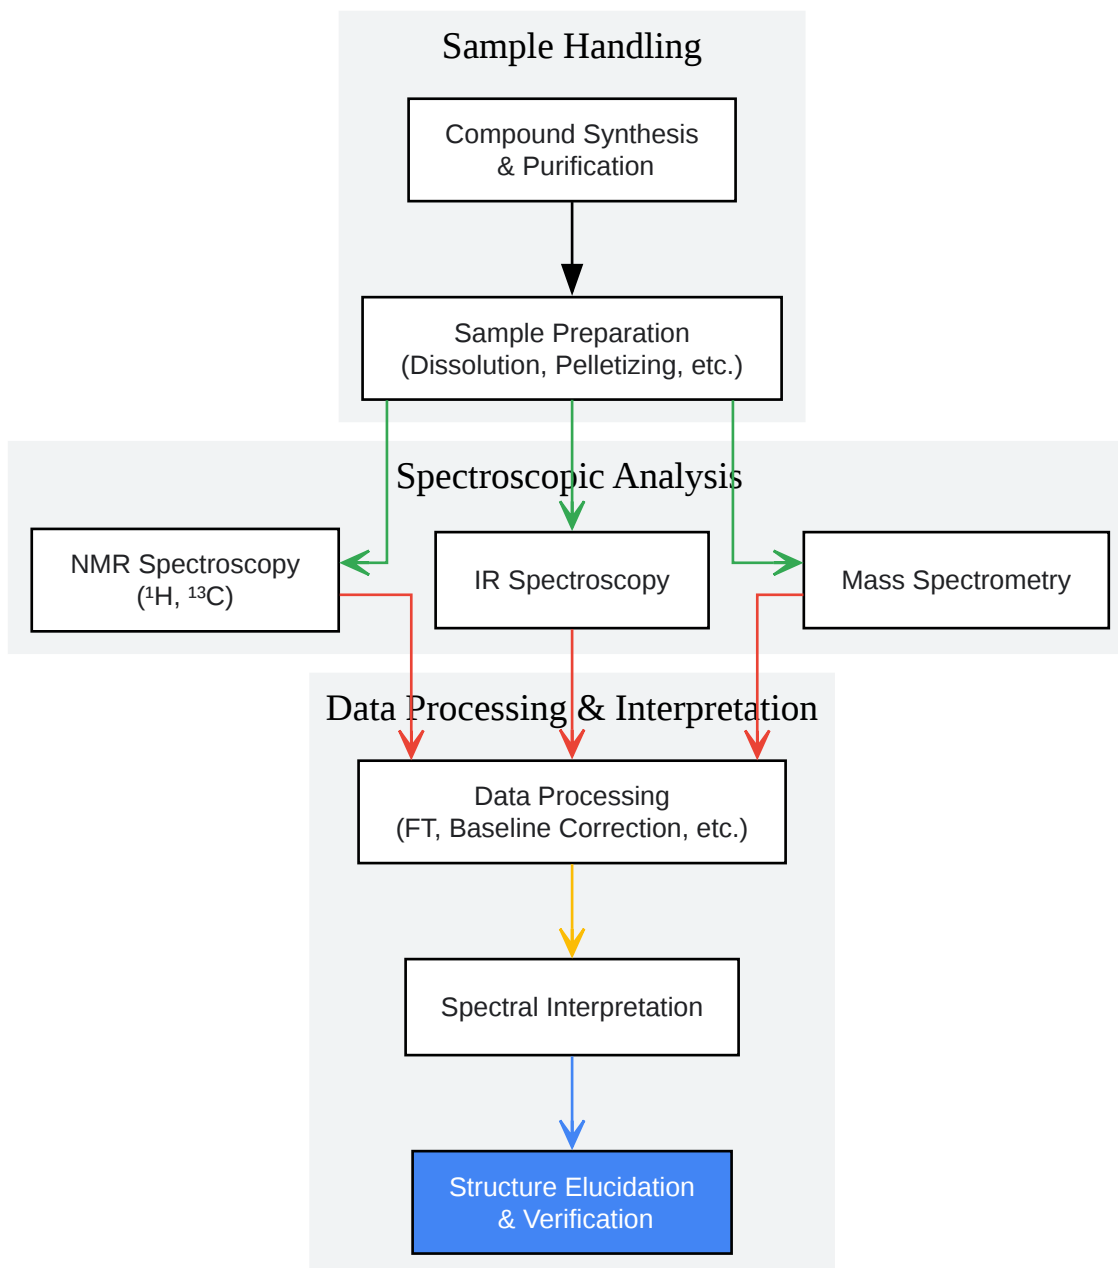 Sample Handling
Compound Synthesis
& Purification
Sample Preparation
(Dissolution, Pelletizing, etc.)
Spectroscopic Analysis
NMR Spectroscopy
(¹H, ¹³C)
IR Spectroscopy
Mass Spectrometry
Data Processing & Interpretation
Data Processing
(FT, Baseline Correction, etc.)
Spectral Interpretation
Structure Elucidation
& Verification